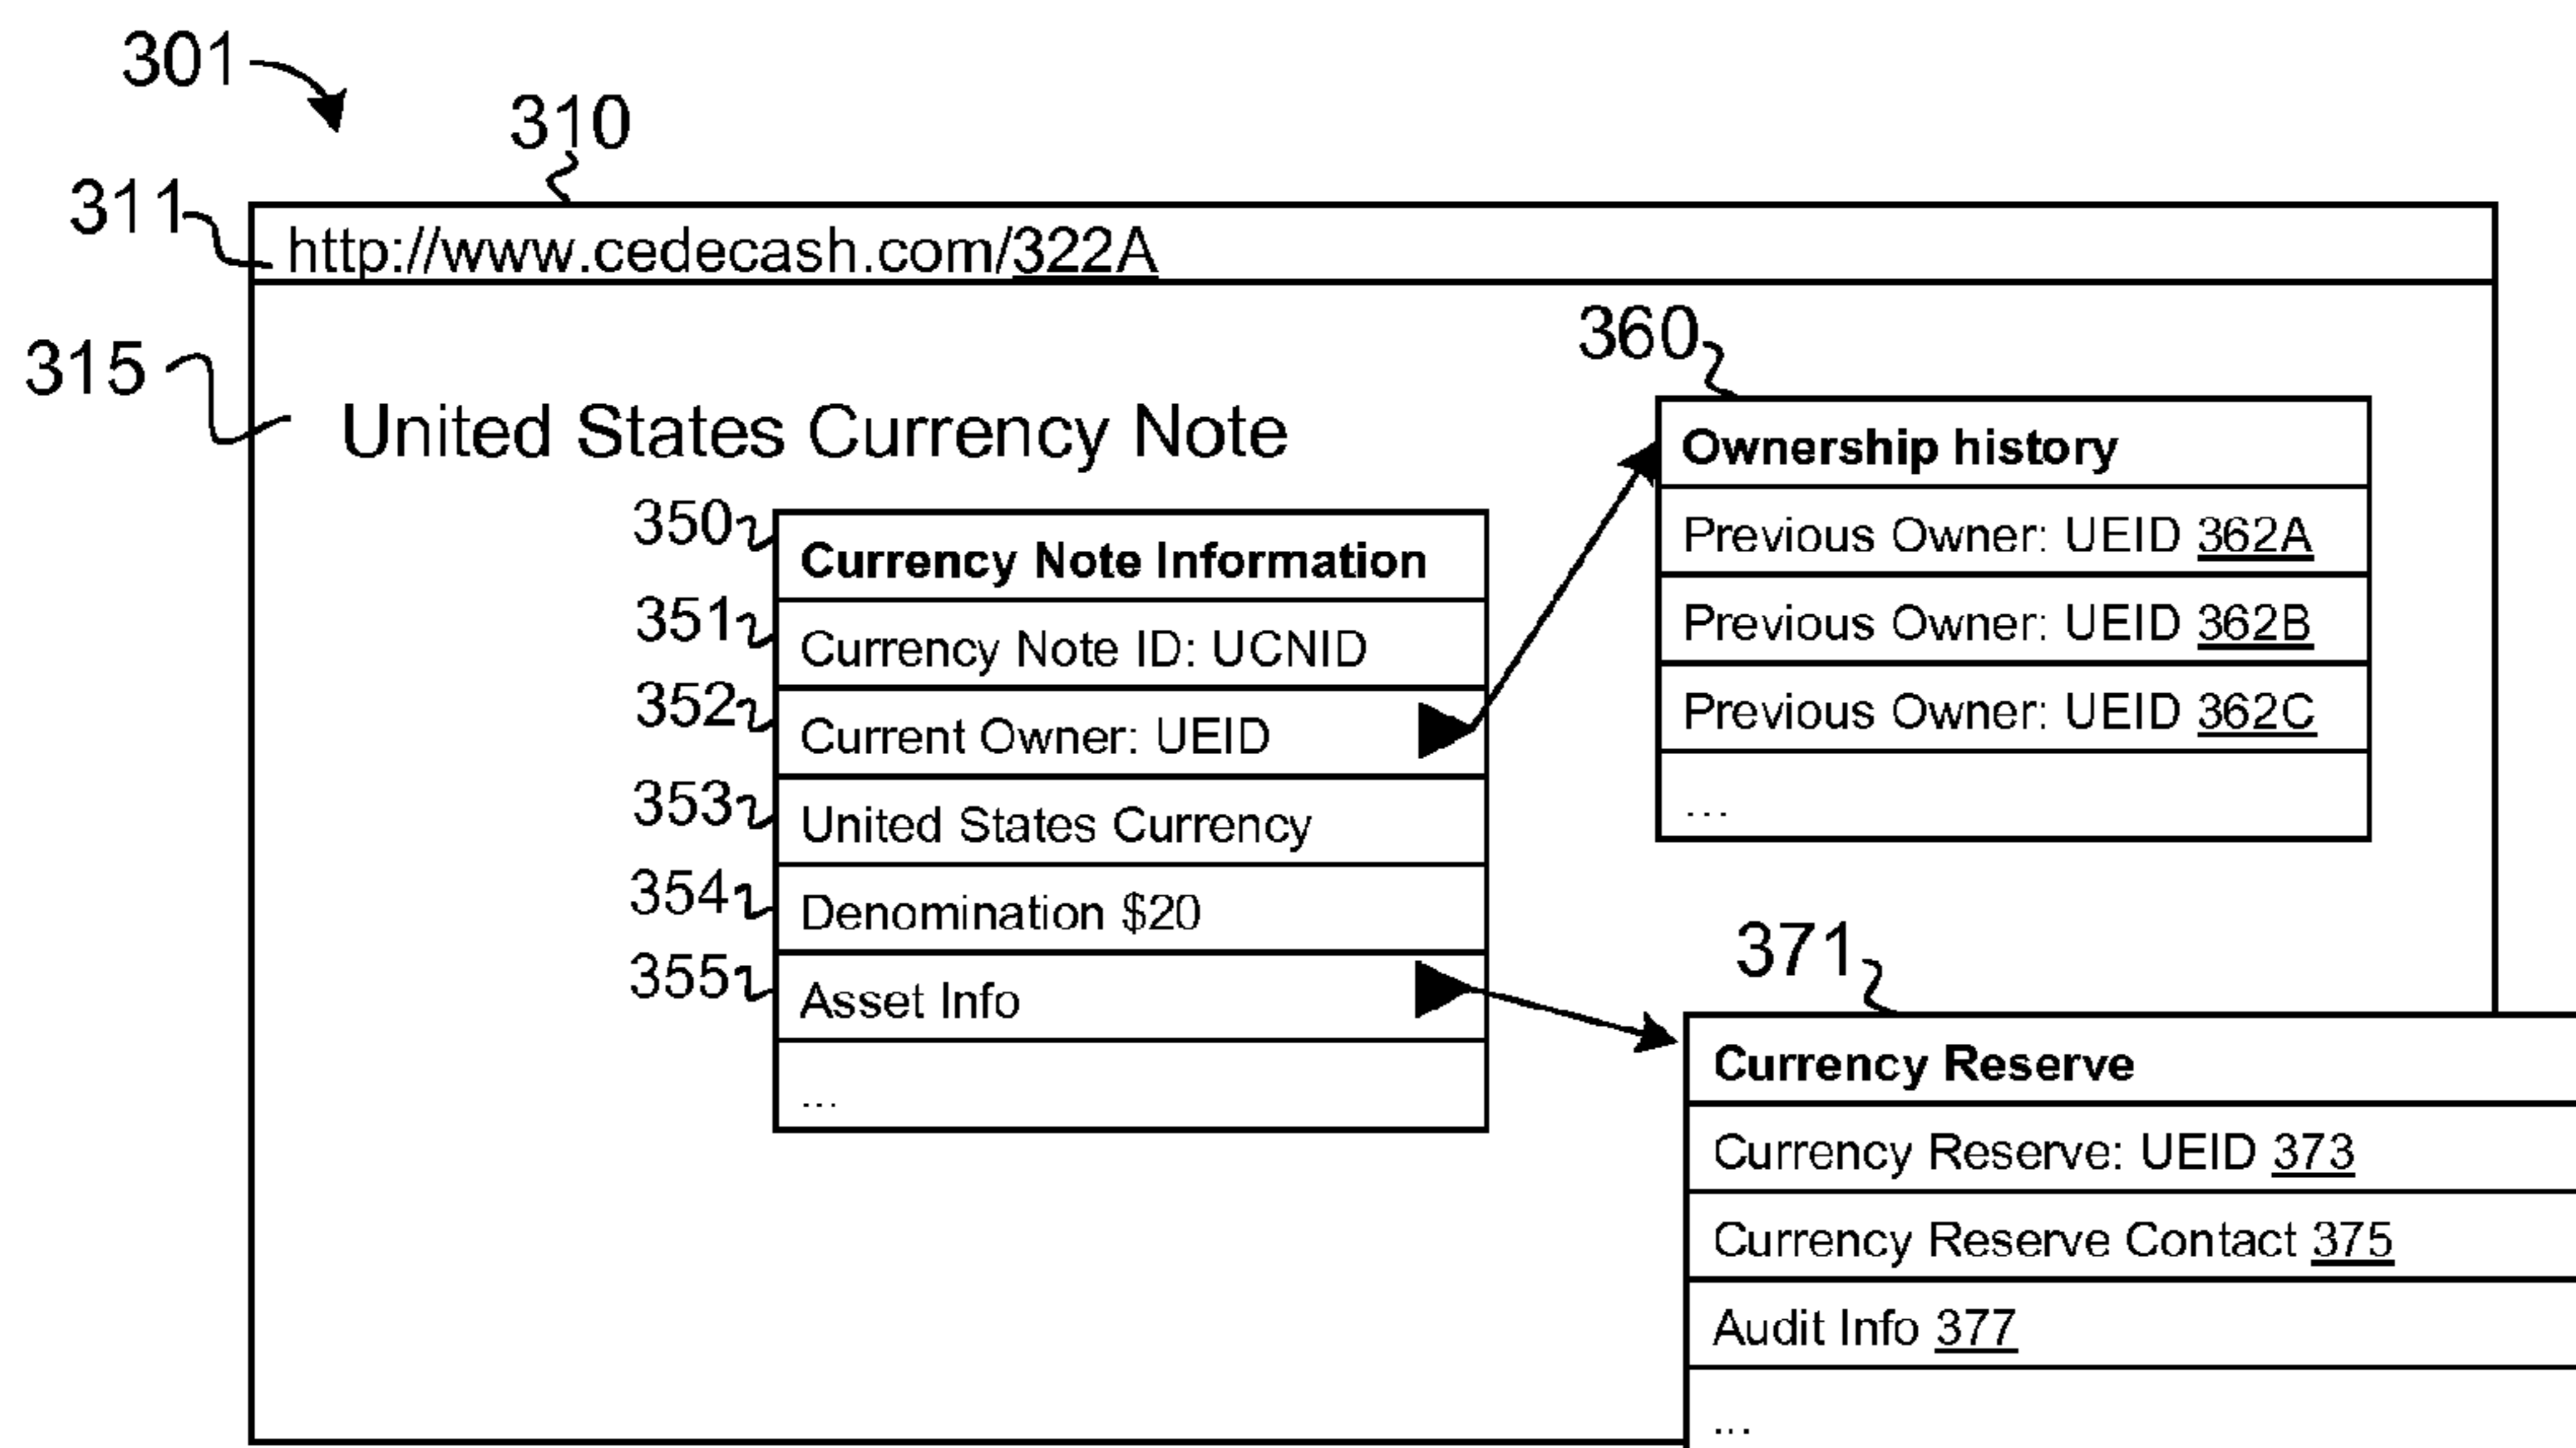 301
310
311
http://www.cedecash.com/322A
315
360
United States Currency Note
Ownership history
Previous Owner: UEID 362A
Previous Owner: UEID 362B
Previous Owner: UEID 362C
...
350
Currency Note Information
351
Currency Note ID: UCNID
352
Current Owner: UEID
353
United States Currency
354
Denomination $20
355
Asset Info
...
371
Currency Reserve
Currency Reserve: UEID 373
Currency Reserve Contact 375
Audit Info 377
...